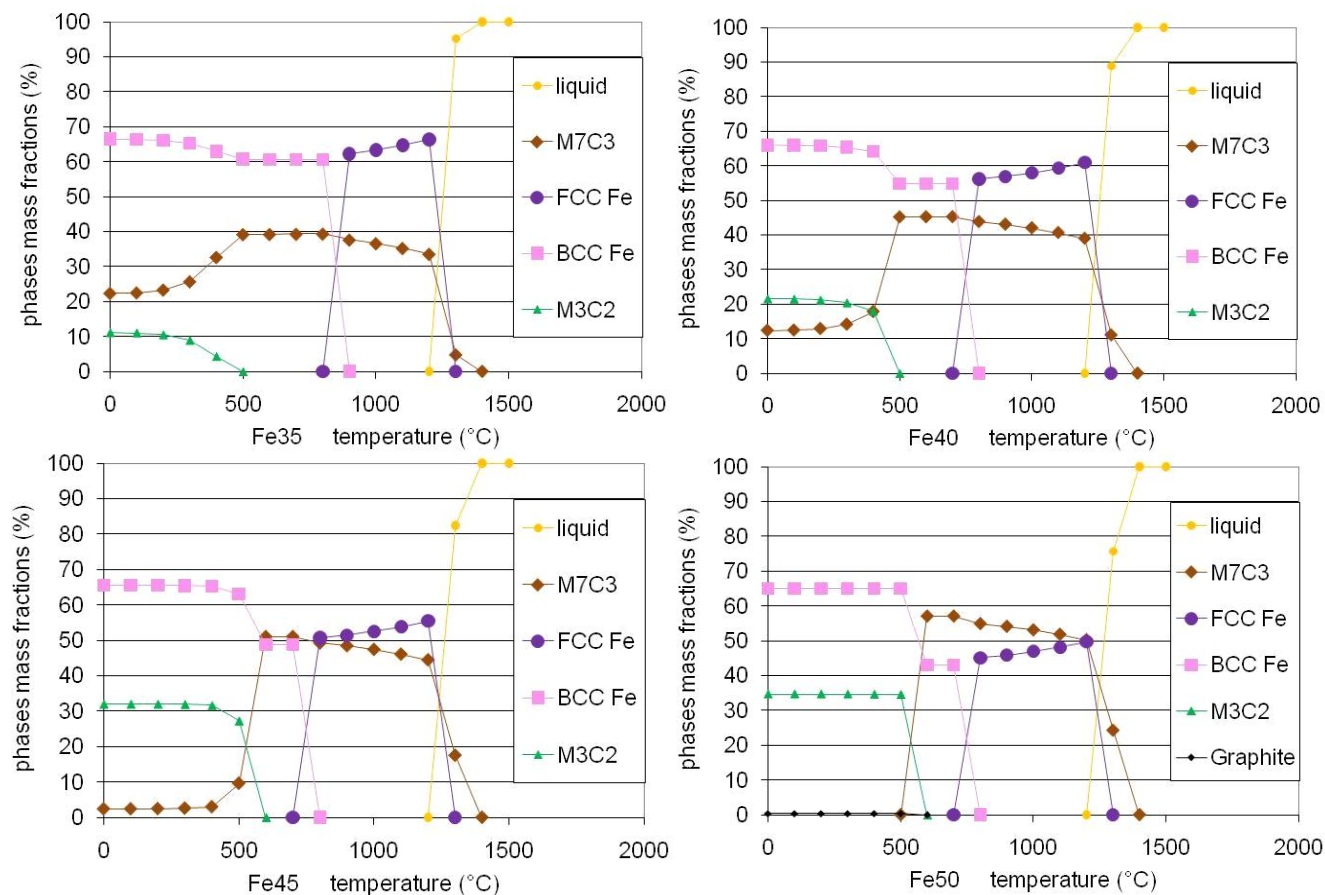 phases mass fractions (%)
100
90
80
70
60
50
40
30
20
10
0
liquid
M7C3
FCC Fe
BCC Fe
M3C2
0 500 1000 1500 2000
Fe35 temperature (°C)
phases mass fractions (%)
100
90
80
70
60
50
40
30
20
10
0
liquid
M7C3
FCC Fe
BCC Fe
M3C2
0 500 1000 1500 2000
Fe40 temperature (°C)
phases mass fractions (%)
100
90
80
70
60
50
40
30
20
10
0
liquid
M7C3
FCC Fe
BCC Fe
M3C2
0 500 1000 1500 2000
Fe45 temperature (°C)
phases mass fractions (%)
100
90
80
70
60
50
40
30
20
10
0
liquid
M7C3
FCC Fe
BCC Fe
M3C2
Graphite
0 500 1000 1500 2000
Fe50 temperature (°C)